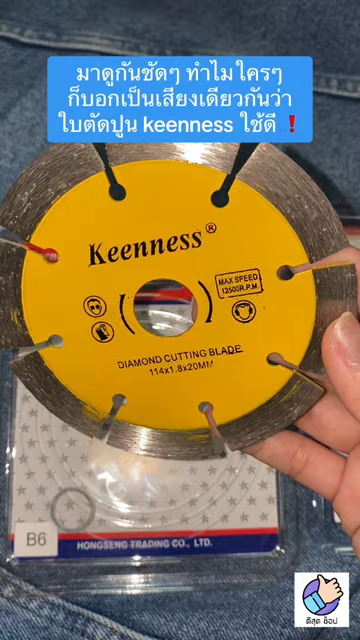 มาดูกันชัดๆ ทำไมใครๆ
ก็บอกเป็นเสียงเดียวกันว่า
ใบตัดปูน keenness ใช้ดี ❗
Keenness®
MAX SPEED
13500R.P.M.
DIAMOND CUTTING BLADE
114x1.8x20MM
B6
HONGSENG TRADING CO., LTD.
ดีสุด ช็อป